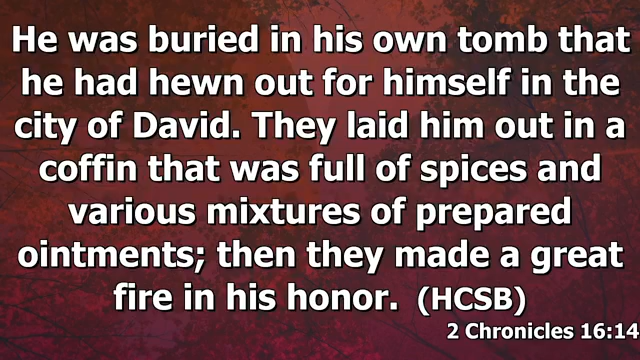 He was buried in his own tomb that
he had hewn out for himself in the
city of David. They laid him out in a
coffin that was full of spices and
various mixtures of prepared
ointments; then they made a great
fire in his honor.  (HCSB)
2 Chronicles 16:14